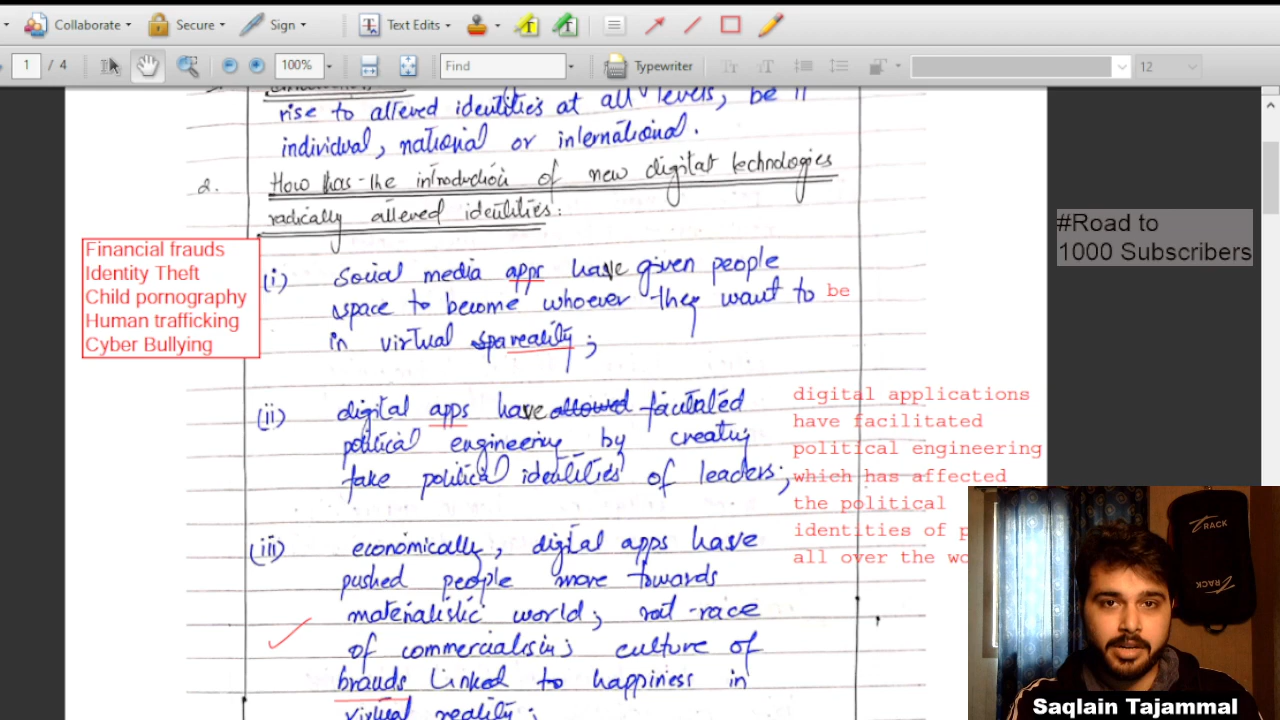 Collaborate
Secure
Sign
Text Edits
1 / 4
100%
Find
Typewriter
12
rise to altered identities at all levels, be it
individual, national or international.
2. How has the introduction of new digital technologies
radically altered identities:
Financial frauds
Identity Theft
Child pornography
Human trafficking
Cyber Bullying
(i) social media apps have given people
space to become whoever they want to be
in virtual spa reality;
(ii) digital apps have allowed facitated
political engineering by creating
fake political identities of leaders;
digital applications
have facilitated
political engineering
which has affected
the political
identities of p
all over the wo
(iii) economically, digital apps have
pushed people more towards
materialistic world; rat-race
of commercialism; culture of
brands linked to happiness in
virtual reality;
#Road to
1000 Subscribers
TRACK
TRACK
Saqlain Tajammal